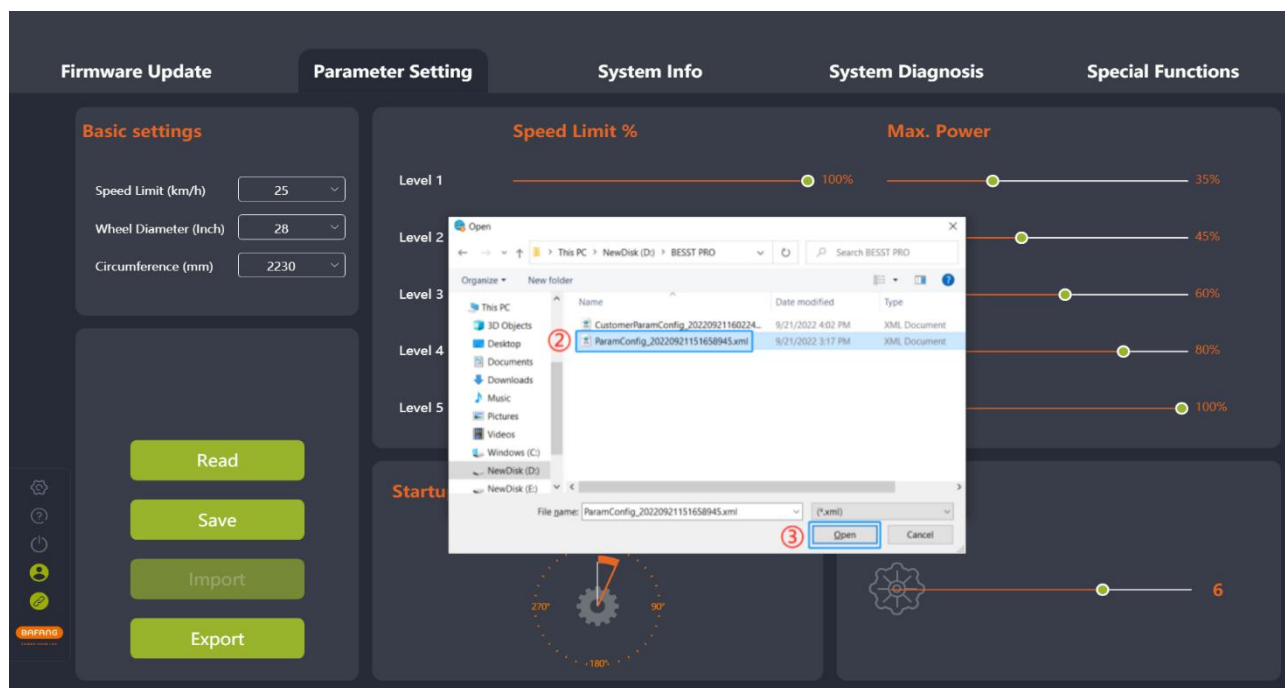 Firmware Update Parameter Setting System Info System Diagnosis Special Functions
Basic settings
Speed Limit (km/h) 25
Wheel Diameter (Inch) 28
Circumference (mm) 2230
Speed Limit % Max. Power
Level 1 100% 35%
Level 2 45%
Level 3 60%
Level 4 80%
Level 5 100%
Open
This PC > NewDisk (D:) > BESST PRO Search BESST PRO
Organize New folder
This PC
3D Objects
Desktop
Documents
Downloads
Music
Pictures
Videos
Windows (C:)
NewDisk (D:)
NewDisk (E:)
Name Date modified Type
CustomerParamConfig_20220921160224... 9/21/2022 4:02 PM XML Document
② ParamConfig_20220921151658945.xml 9/21/2022 3:17 PM XML Document
File name: ParamConfig_20220921151658945.xml (*.xml)
③ Open Cancel
Read
Save
Import
Export
Startu
270° 90°
180°
6
BAFANG